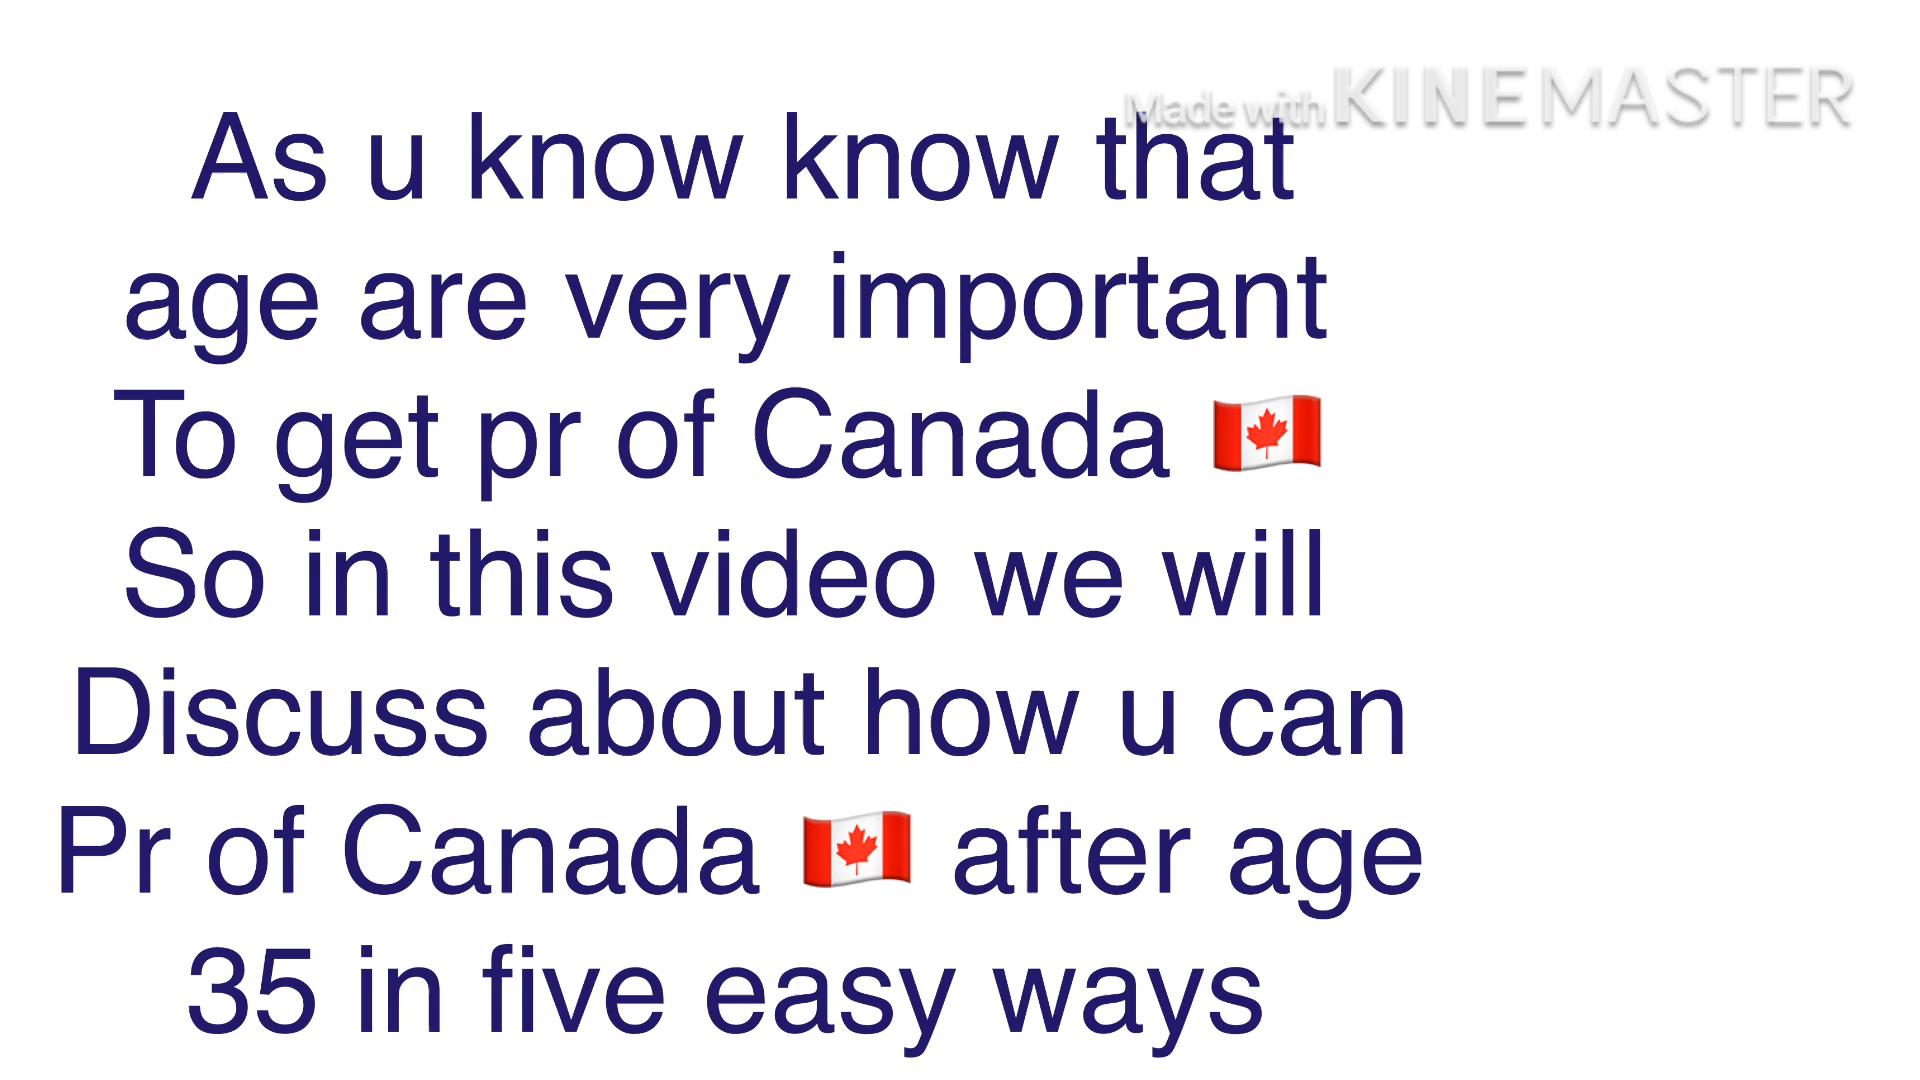 Made with KINEMASTER
As u know know that
age are very important
To get pr of Canada 🇨🇦
So in this video we will
Discuss about how u can
Pr of Canada 🇨🇦 after age
35 in five easy ways